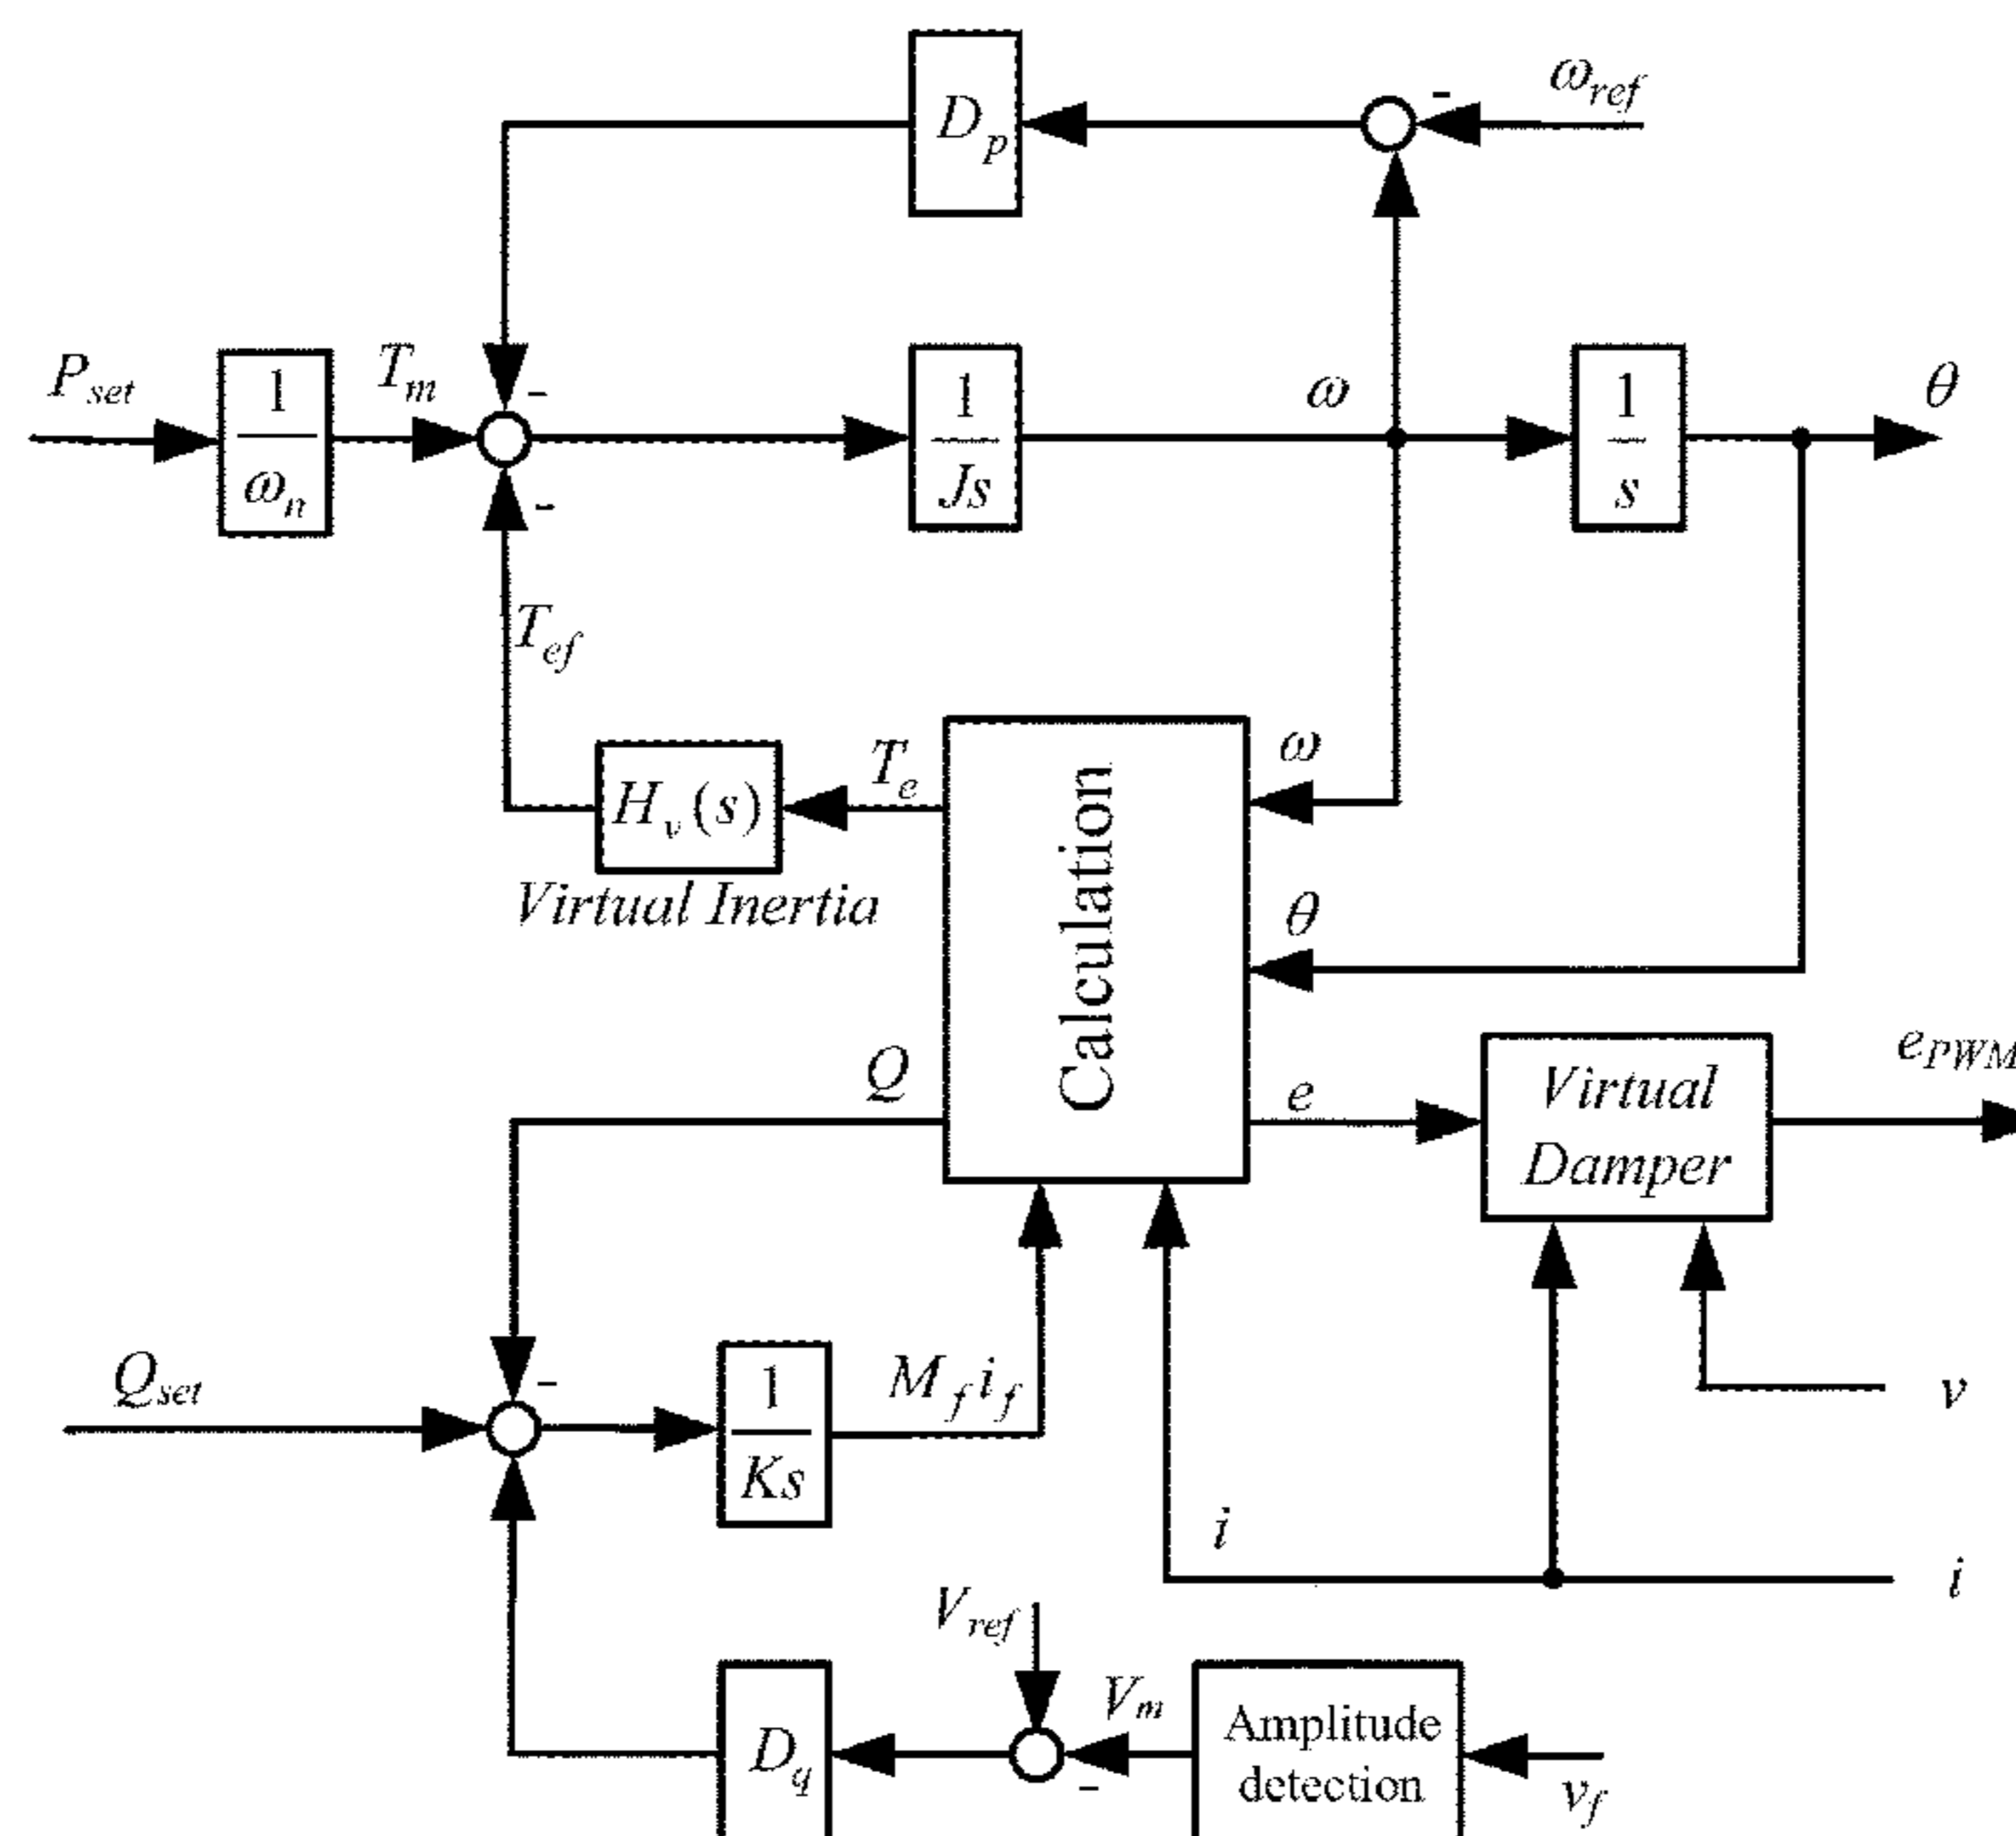 D_p
-
ω_ref
P_set
1
ω_n
T_m
-
-
1
Js
ω
1
s
θ
T_ef
H_v(s)
Virtual Inertia
T_e
Calculation
ω
θ
Q
e
Virtual
Damper
e_PWM
Q_set
-
1
Ks
M_f i_f
v
i
i
V_ref
D_q
V_m
-
Amplitude
detection
v_f